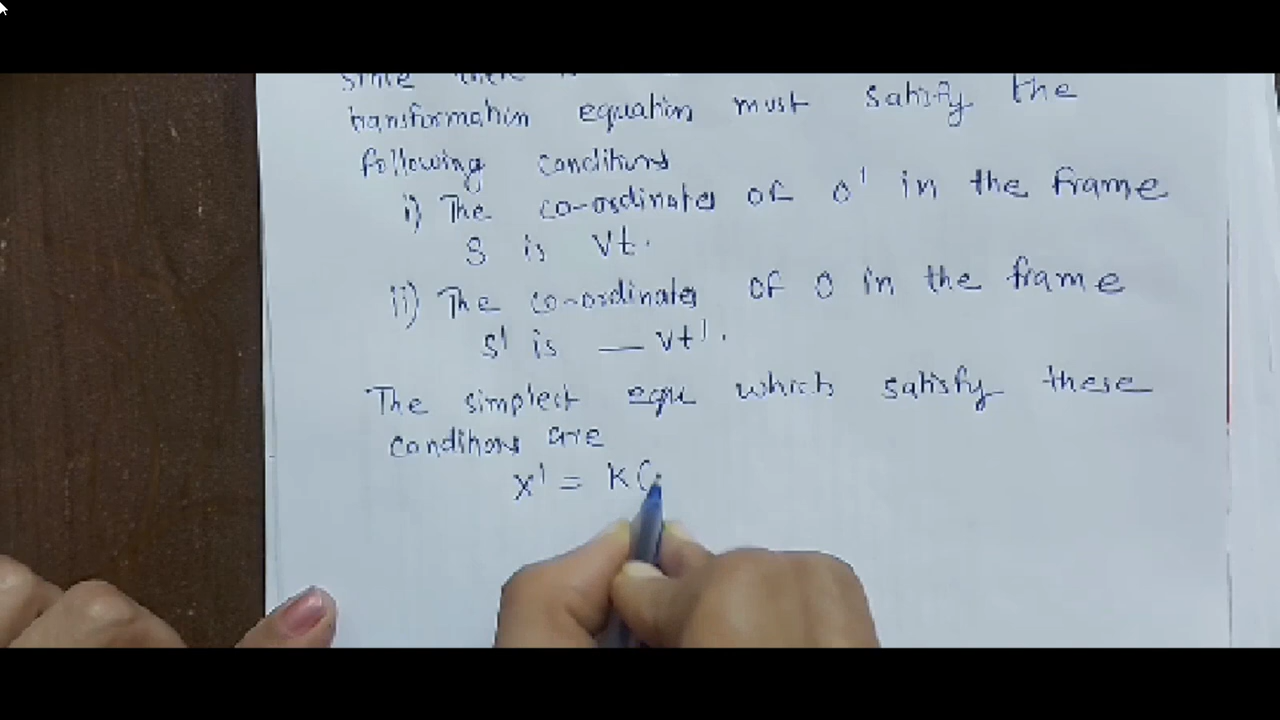 transformation equation must satisfy the
following conditions
i) The co-ordinates of O' in the frame
S is Vt.
ii) The co-ordinates of O in the frame
S' is — Vt'.
The simplest equ which satisfy these
conditions are
X' = K(